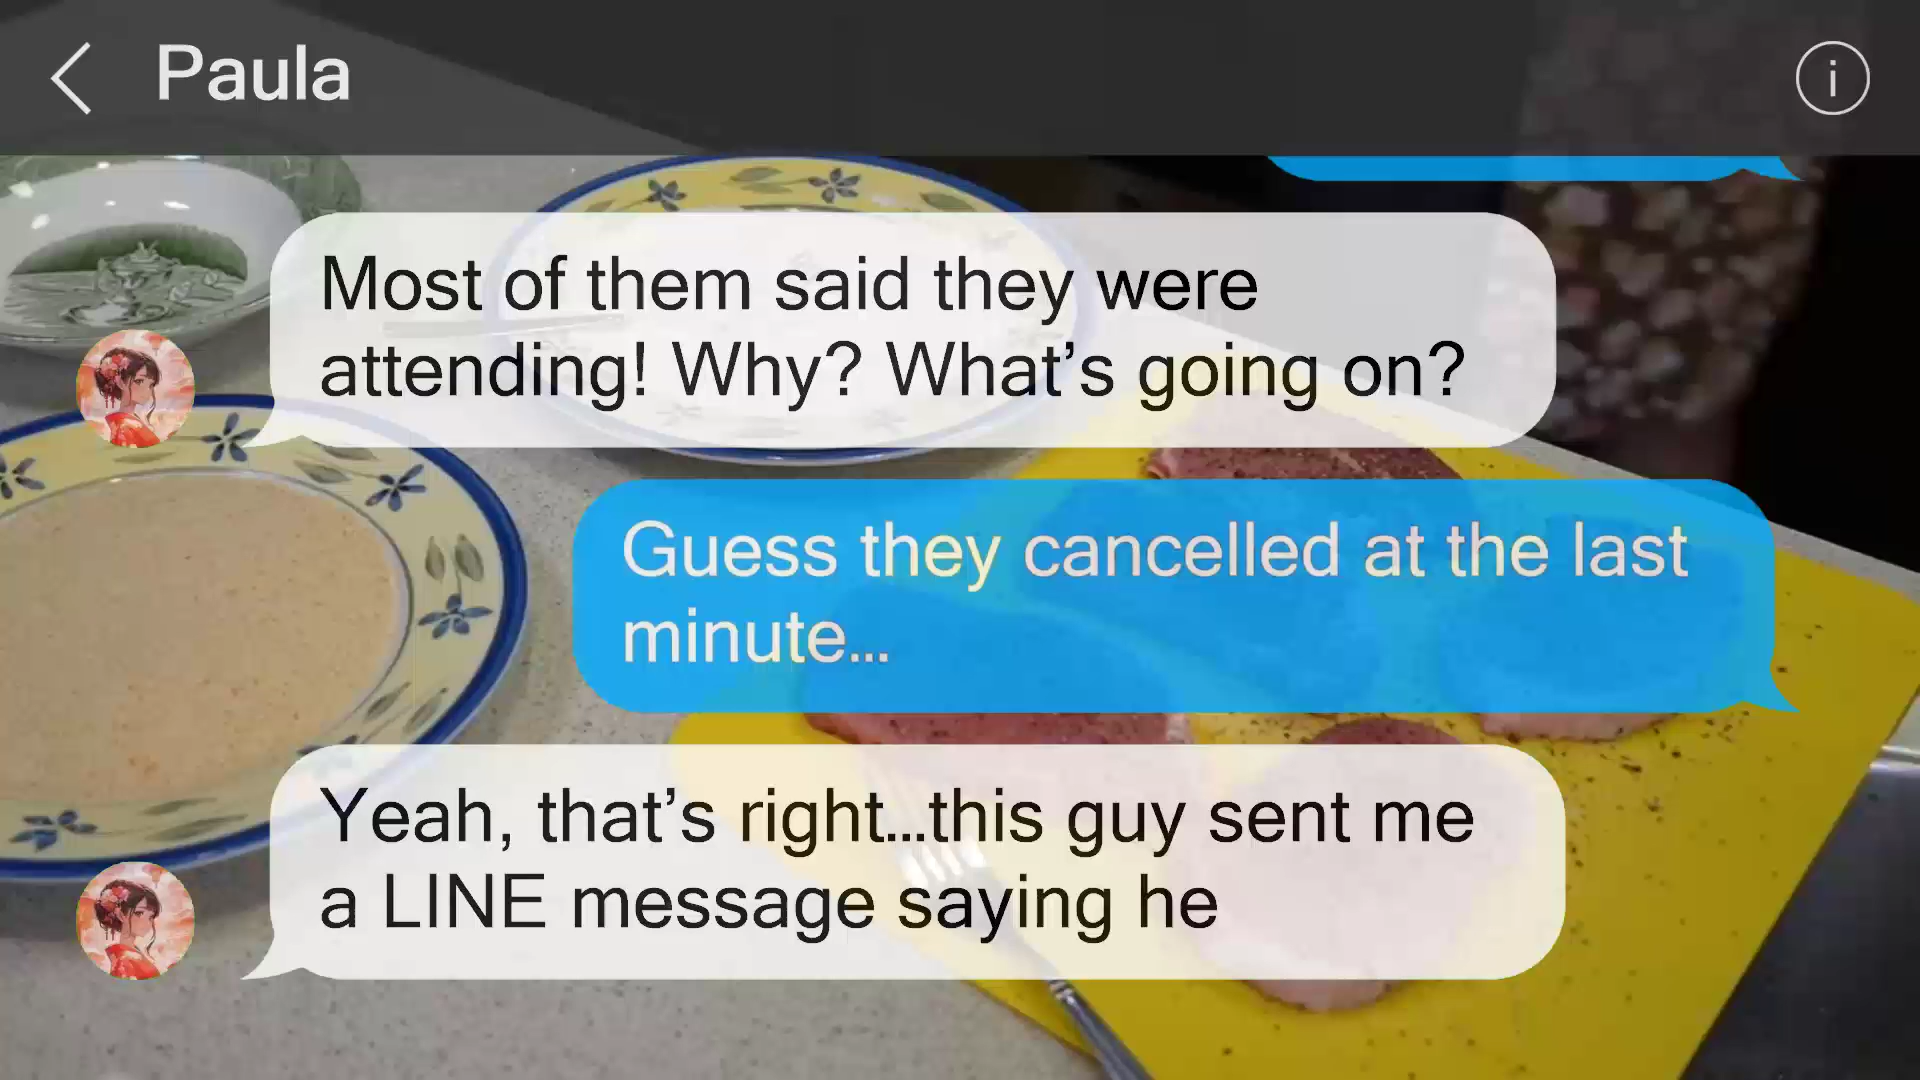 Paula
Most of them said they were
attending! Why? What’s going on?
Guess they cancelled at the last
minute…
Yeah, that’s right…this guy sent me
a LINE message saying he